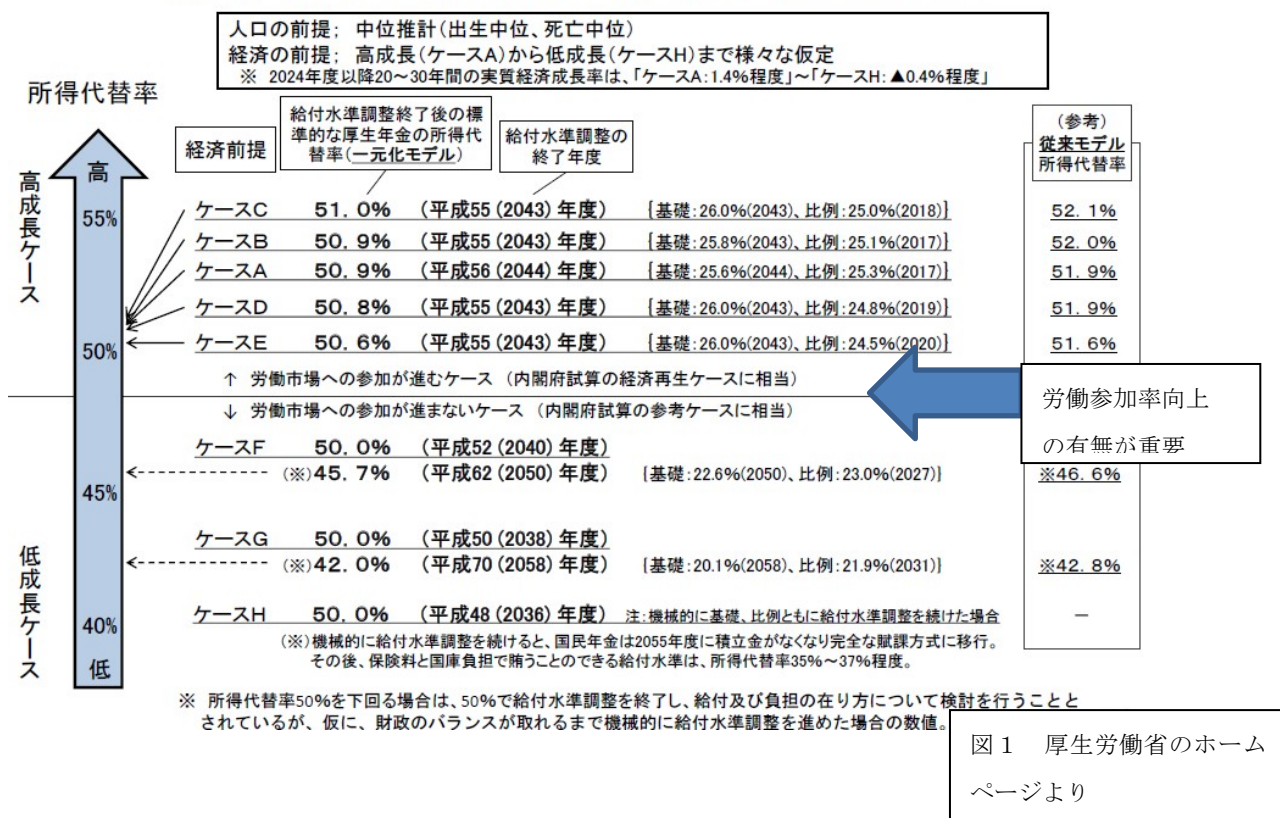 人口の前提; 中位推計(出生中位、死亡中位)
経済の前提; 高成長(ケースA)から低成長(ケースH)まで様々な仮定
※ 2024年度以降20~30年間の実質経済成長率は、「ケースA:1.4%程度」~「ケースH:▲0.4%程度」
所得代替率
経済前提
給付水準調整終了後の標
準的な厚生年金の所得代
替率(一元化モデル)
給付水準調整の
終了年度
(参考)
従来モデル
所得代替率
高
高成長ケース
55%
ケースC 51.0% (平成55(2043)年度) {基礎:26.0%(2043)、比例:25.0%(2018)} 52.1%
ケースB 50.9% (平成55(2043)年度) {基礎:25.8%(2043)、比例:25.1%(2017)} 52.0%
ケースA 50.9% (平成56(2044)年度) {基礎:25.6%(2044)、比例:25.3%(2017)} 51.9%
ケースD 50.8% (平成55(2043)年度) {基礎:26.0%(2043)、比例:24.8%(2019)} 51.9%
50%
ケースE 50.6% (平成55(2043)年度) {基礎:26.0%(2043)、比例:24.5%(2020)} 51.6%
↑ 労働市場への参加が進むケース (内閣府試算の経済再生ケースに相当)
↓ 労働市場への参加が進まないケース (内閣府試算の参考ケースに相当)
労働参加率向上
の有無が重要
ケースF 50.0% (平成52(2040)年度)
(※)45.7% (平成62(2050)年度) {基礎:22.6%(2050)、比例:23.0%(2027)} ※46.6%
45%
ケースG 50.0% (平成50(2038)年度)
(※)42.0% (平成70(2058)年度) {基礎:20.1%(2058)、比例:21.9%(2031)} ※42.8%
低成長ケース
40%
ケースH 50.0% (平成48(2036)年度) 注:機械的に基礎、比例ともに給付水準調整を続けた場合 -
(※)機械的に給付水準調整を続けると、国民年金は2055年度に積立金がなくなり完全な賦課方式に移行。
その後、保険料と国庫負担で賄うことのできる給付水準は、所得代替率35%~37%程度。
低
※ 所得代替率50%を下回る場合は、50%で給付水準調整を終了し、給付及び負担の在り方について検討を行うことと
されているが、仮に、財政のバランスが取れるまで機械的に給付水準調整を進めた場合の数値。
図1 厚生労働省のホーム
ページより